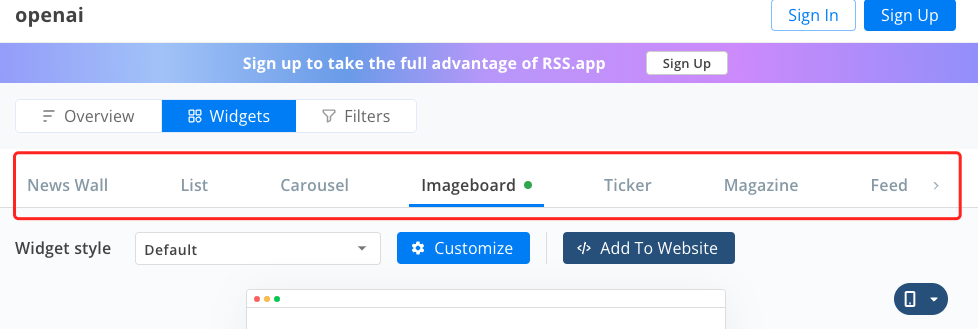 openai
Sign In Sign Up
Sign up to take the full advantage of RSS.app Sign Up
Overview Widgets Filters
News Wall List Carousel Imageboard Ticker Magazine Feed
Widget style Default Customize Add To Website